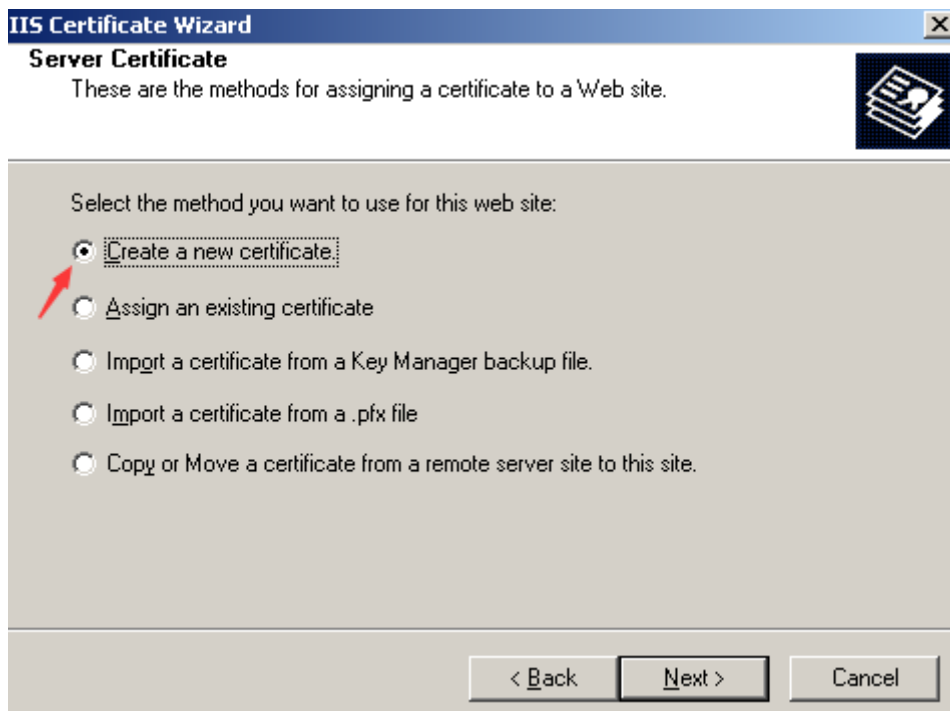 IIS Certificate Wizard
Server Certificate
These are the methods for assigning a certificate to a Web site.
Select the method you want to use for this web site:
Create a new certificate.
Assign an existing certificate
Import a certificate from a Key Manager backup file.
Import a certificate from a .pfx file
Copy or Move a certificate from a remote server site to this site.
< Back Next > Cancel